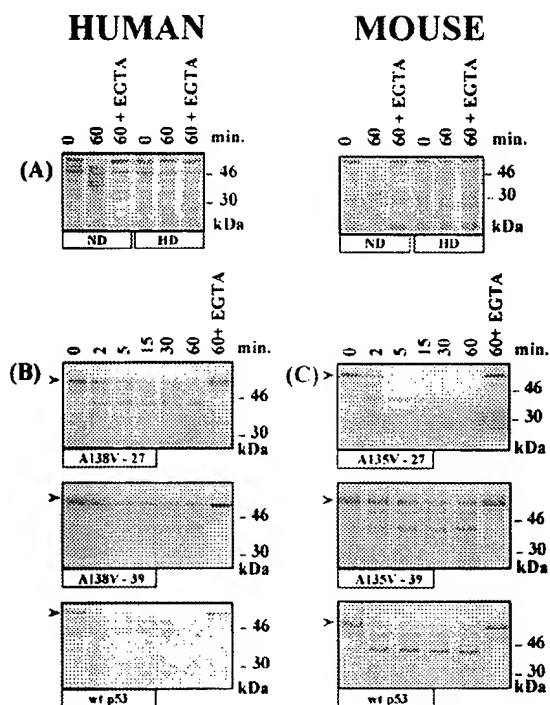 HUMAN MOUSE
0 60 60 + EGTA 0 60 60 + EGTA min. 0 60 60 + EGTA 0 60 60 + EGTA min.
(A) - 46 - 46
- 30 - 30
kDa kDa
ND HD ND HD
0 2 5 15 30 60 60+ EGTA min. 0 2 5 15 30 60 60+ EGTA min.
(B) - 46 (C) - 46
- 30 - 30
A138V - 27 kDa A135V - 27 kDa
- 46 - 46
- 30 - 30
A138V - 39 kDa A135V - 39 kDa
- 46 - 46
- 30 - 30
kDa kDa
wt p53 wt p53